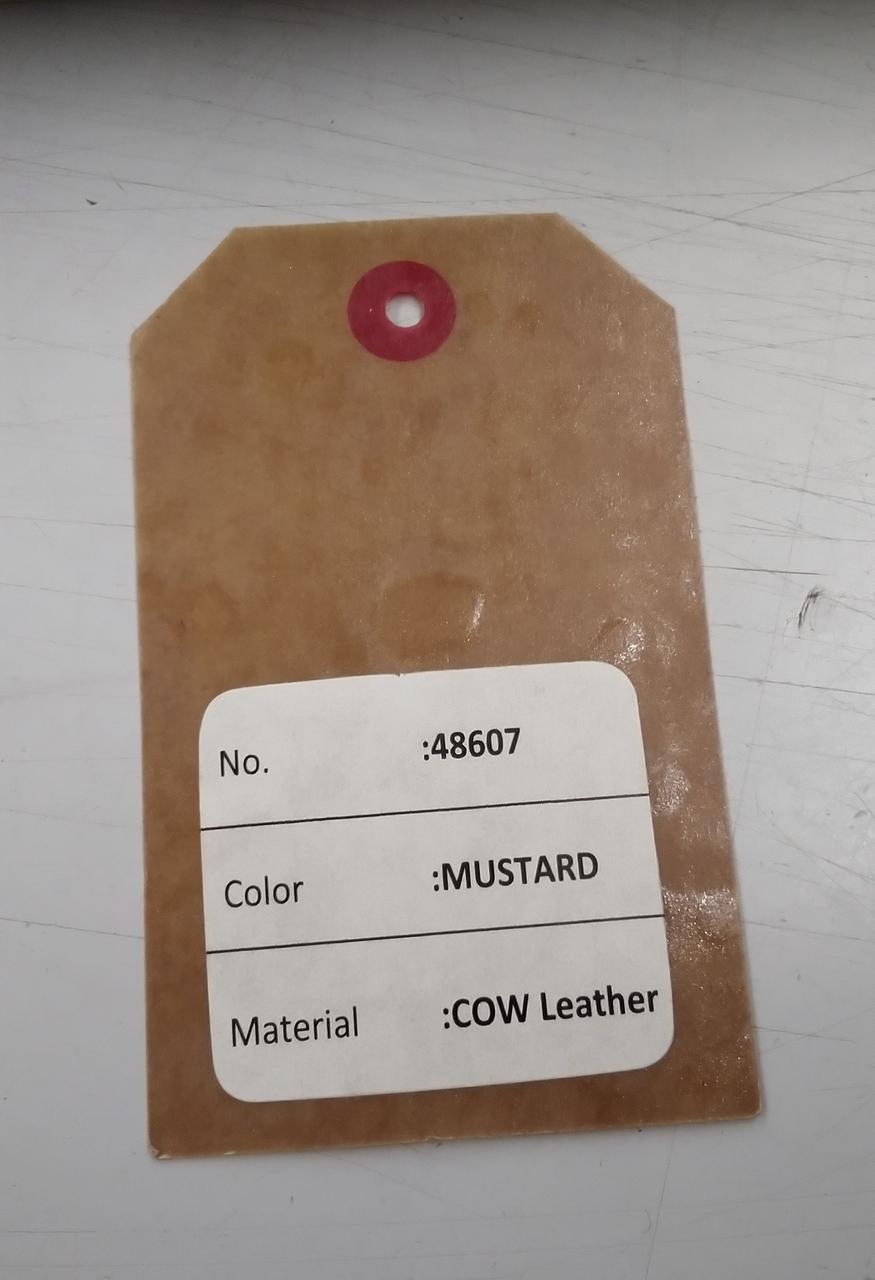 No. :48607
Color :MUSTARD
Material :COW Leather